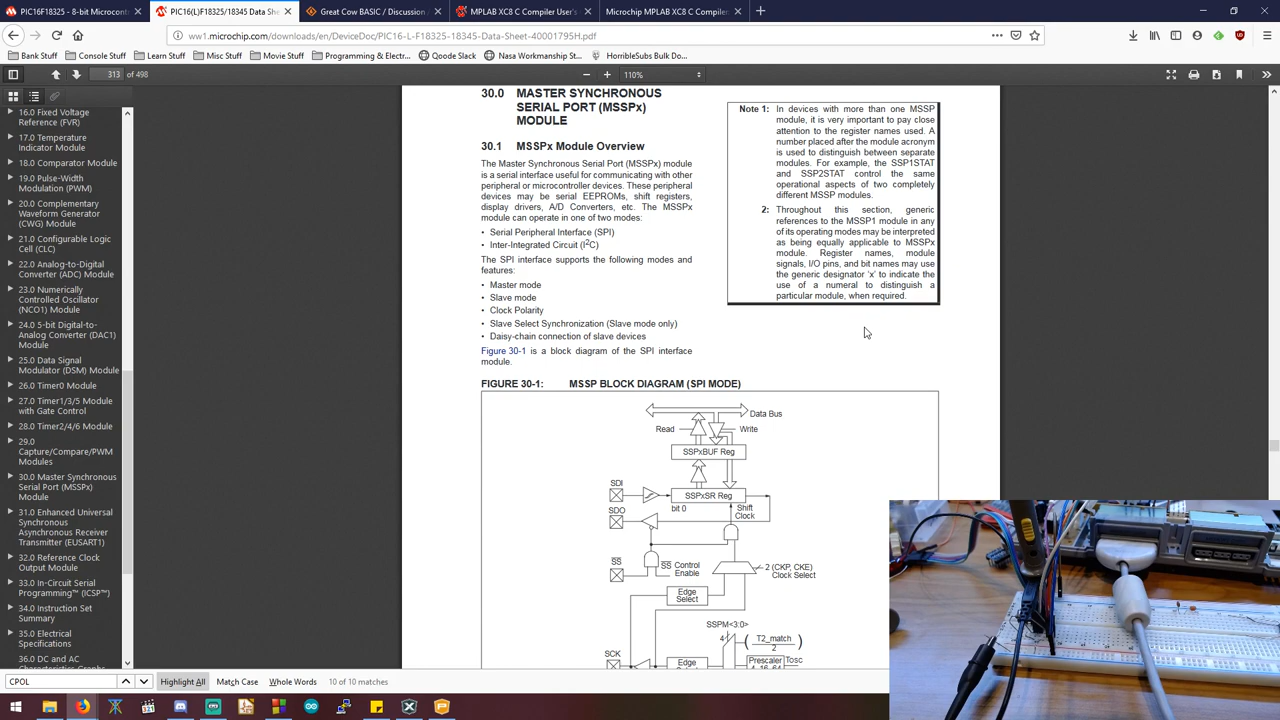 PIC16F18325 - 8-bit Microcont
PIC16(L)F18325/18345 Data She
Great Cow BASIC / Discussion /
MPLAB XC8 C Compiler User's
Microchip MPLAB XC8 C Compiler
ww1.microchip.com/downloads/en/DeviceDoc/PIC16-L-F18325-18345-Data-Sheet-40001795H.pdf
Bank Stuff
Console Stuff
Learn Stuff
Misc Stuff
Movie Stuff
Programming & Electr...
Qode Slack
Nasa Workmanship St...
HorribleSubs Bulk Do...
313 of 498
110%
16.0 Fixed Voltage
Reference (FVR)
17.0 Temperature
Indicator Module
18.0 Comparator Module
19.0 Pulse-Width
Modulation (PWM)
20.0 Complementary
Waveform Generator
(CWG) Module
21.0 Configurable Logic
Cell (CLC)
22.0 Analog-to-Digital
Converter (ADC) Module
23.0 Numerically
Controlled Oscillator
(NCO1) Module
24.0 5-bit Digital-to-
Analog Converter (DAC1)
Module
25.0 Data Signal
Modulator (DSM) Module
26.0 Timer0 Module
27.0 Timer1/3/5 Module
with Gate Control
28.0 Timer2/4/6 Module
29.0
Capture/Compare/PWM
Modules
30.0 Master Synchronous
Serial Port (MSSPx)
Module
31.0 Enhanced Universal
Synchronous
Asynchronous Receiver
Transmitter (EUSART1)
32.0 Reference Clock
Output Module
33.0 In-Circuit Serial
Programming™ (ICSP™)
34.0 Instruction Set
Summary
35.0 Electrical
Specifications
36.0 DC and AC
Characteristics Graphs
30.0 MASTER SYNCHRONOUS
SERIAL PORT (MSSPx)
MODULE
30.1 MSSPx Module Overview
The Master Synchronous Serial Port (MSSPx) module
is a serial interface useful for communicating with other
peripheral or microcontroller devices. These peripheral
devices may be serial EEPROMs, shift registers,
display drivers, A/D Converters, etc. The MSSPx
module can operate in one of two modes:
• Serial Peripheral Interface (SPI)
• Inter-Integrated Circuit (I2C)
The SPI interface supports the following modes and
features:
• Master mode
• Slave mode
• Clock Polarity
• Slave Select Synchronization (Slave mode only)
• Daisy-chain connection of slave devices
Figure 30-1 is a block diagram of the SPI interface
module.
Note 1: In devices with more than one MSSP
module, it is very important to pay close
attention to the register names used. A
number placed after the module acronym
is used to distinguish between separate
modules. For example, the SSP1STAT
and SSP2STAT control the same
operational aspects of two completely
different MSSP modules.
2: Throughout this section, generic
references to the MSSP1 module in any
of its operating modes may be interpreted
as being equally applicable to MSSPx
module. Register names, module
signals, I/O pins, and bit names may use
the generic designator 'x' to indicate the
use of a numeral to distinguish a
particular module, when required.
FIGURE 30-1: MSSP BLOCK DIAGRAM (SPI MODE)
Data Bus
Read
Write
SSPxBUF Reg
SDI
SSPxSR Reg
SDO
bit 0
Shift
Clock
SS
SS Control
Enable
2 (CKP, CKE)
Clock Select
Edge
Select
SSPM<3:0>
4
T2_match
2
SCK
Edge
Prescaler
4, 16, 64
Tosc
CPOL
Highlight All
Match Case
Whole Words
10 of 10 matches